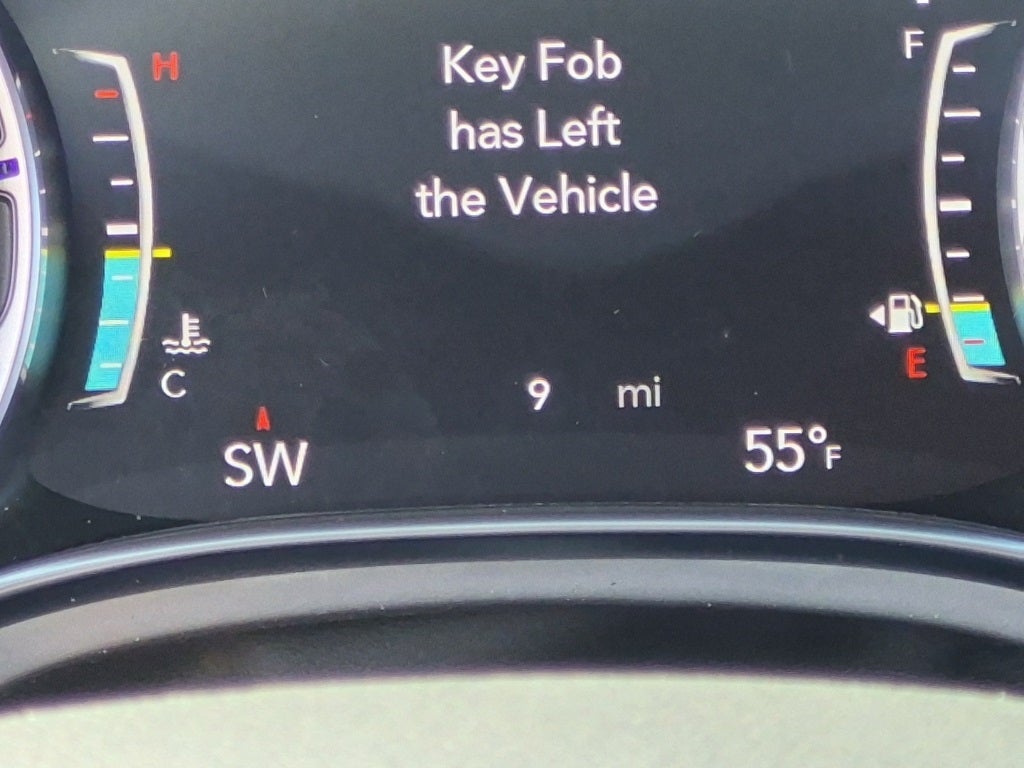 H
Key Fob
F
has Left
the Vehicle
E
C
9 mi
SW
55°F